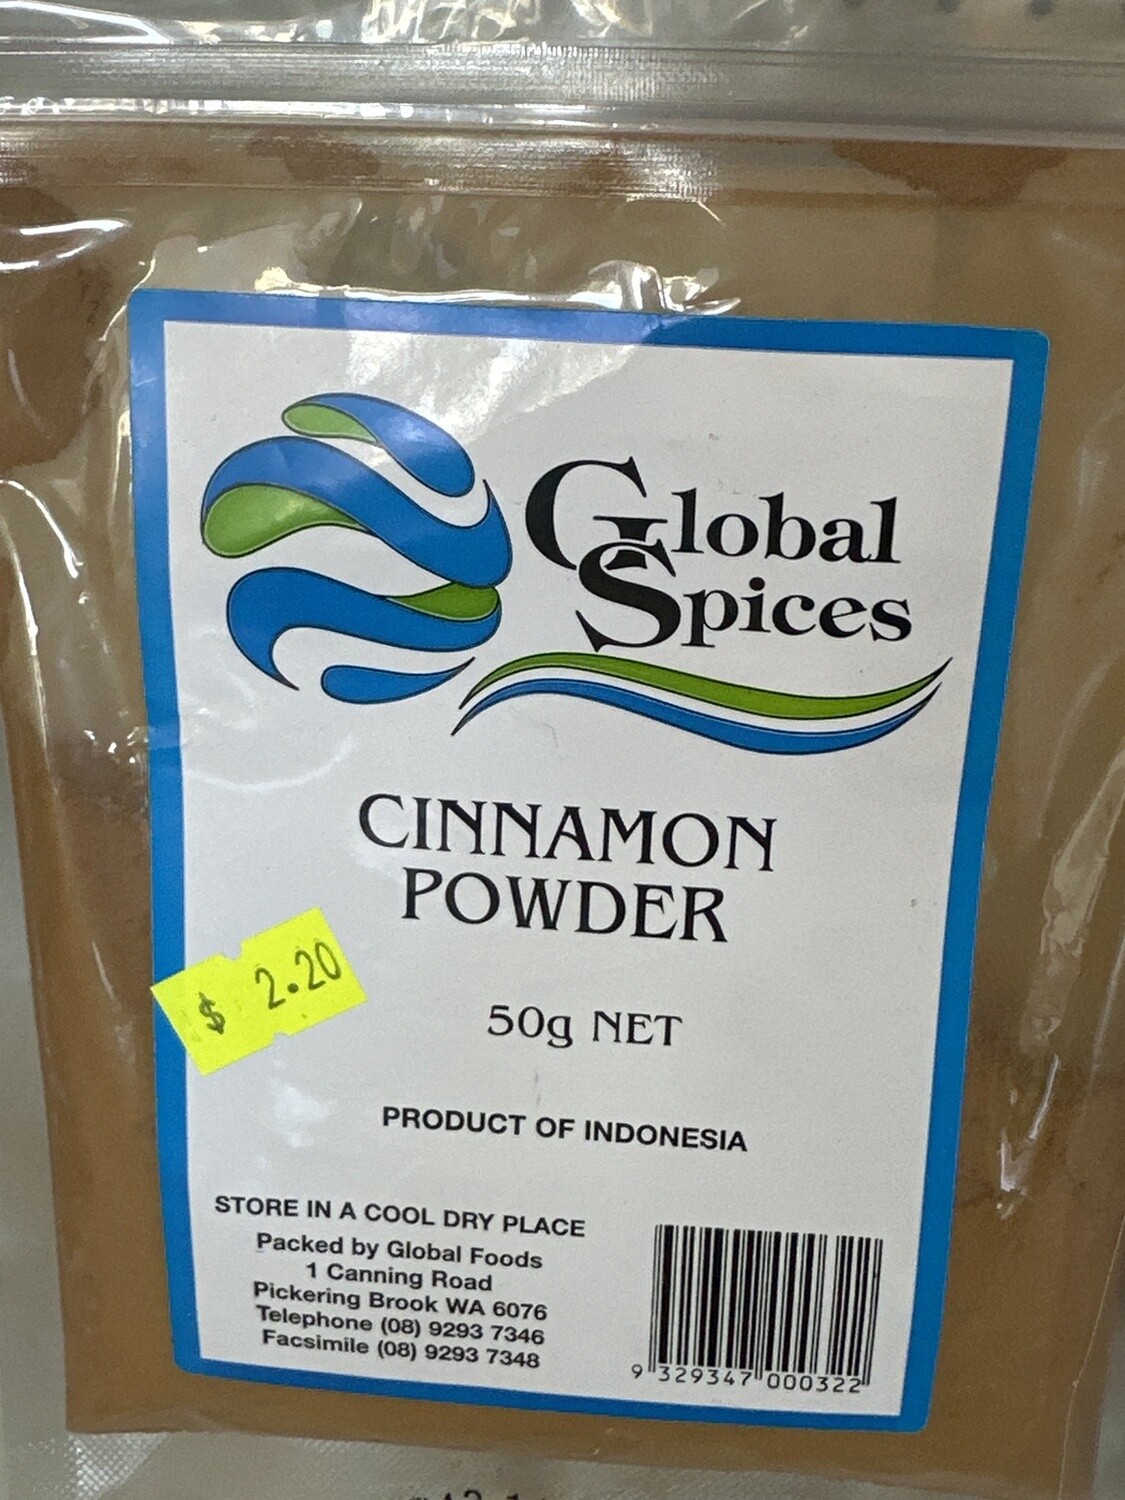 Global
Spices
CINNAMON
POWDER
$ 2.20
50g NET
PRODUCT OF INDONESIA
STORE IN A COOL DRY PLACE
Packed by Global Foods
1 Canning Road
Pickering Brook WA 6076
Telephone (08) 9293 7346
Facsimile (08) 9293 7348
9 329347 000322